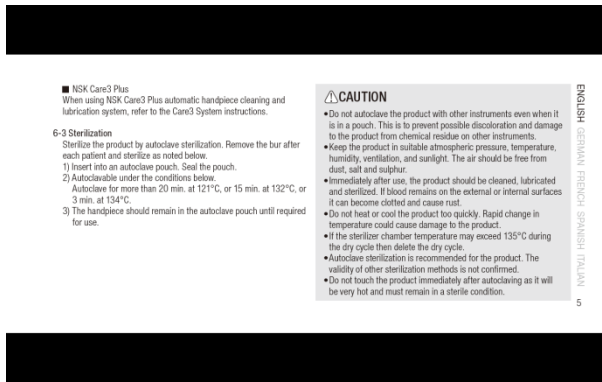 ■ NSK Care3 Plus
When using NSK Care3 Plus automatic handpiece cleaning and
lubrication system, refer to the Care3 System instructions.
6-3 Sterilization
Sterilize the product by autoclave sterilization. Remove the bur after
each patient and sterilize as noted below.
1) Insert into an autoclave pouch. Seal the pouch.
2) Autoclavable under the conditions below.
Autoclave for more than 20 min. at 121°C, or 15 min. at 132°C, or
3 min. at 134°C.
3) The handpiece should remain in the autoclave pouch until required
for use.
⚠CAUTION
•Do not autoclave the product with other instruments even when it
is in a pouch. This is to prevent possible discoloration and damage
to the product from chemical residue on other instruments.
•Keep the product in suitable atmospheric pressure, temperature,
humidity, ventilation, and sunlight. The air should be free from
dust, salt and sulphur.
•Immediately after use, the product should be cleaned, lubricated
and sterilized. If blood remains on the external or internal surfaces
it can become clotted and cause rust.
•Do not heat or cool the product too quickly. Rapid change in
temperature could cause damage to the product.
•If the sterilizer chamber temperature may exceed 135°C during
the dry cycle then delete the dry cycle.
•Autoclave sterilization is recommended for the product. The
validity of other sterilization methods is not confirmed.
•Do not touch the product immediately after autoclaving as it will
be very hot and must remain in a sterile condition.
ENGLISH GERMAN FRENCH SPANISH ITALIAN
5